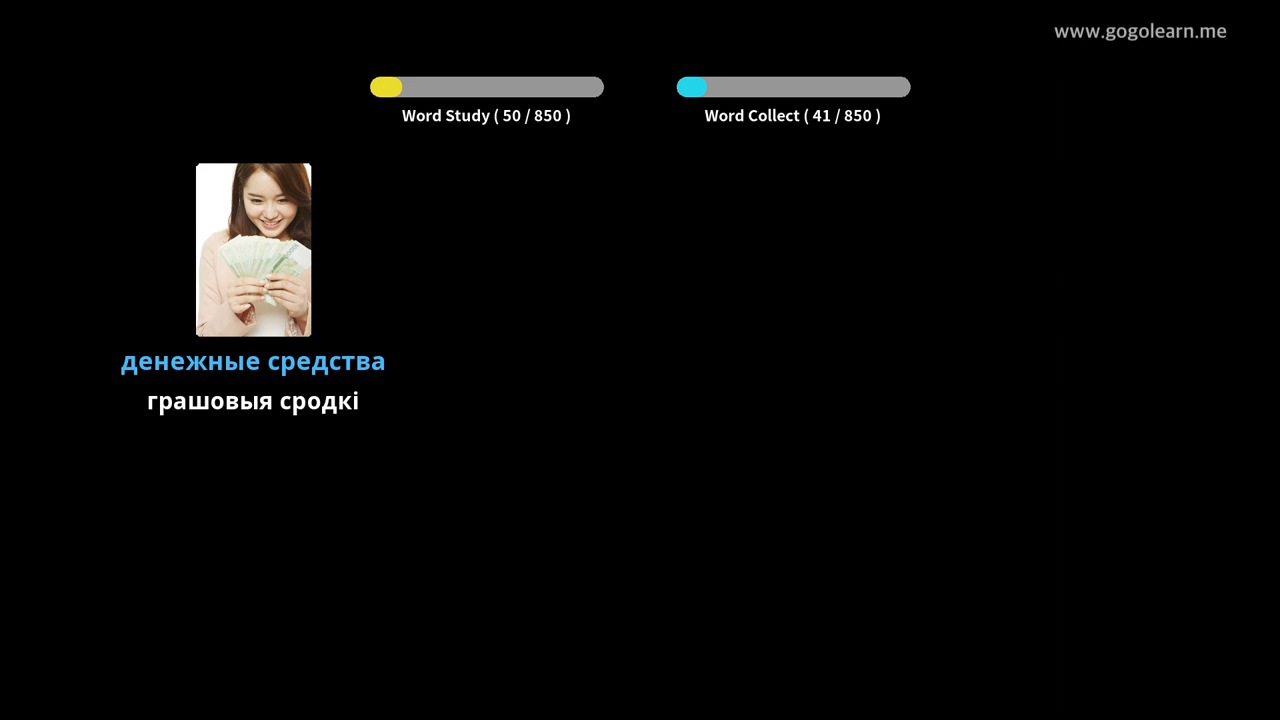 www.gogolearn.me
Word Study ( 50 / 850 )
Word Collect ( 41 / 850 )
денежные средства
грашовыя сродкі